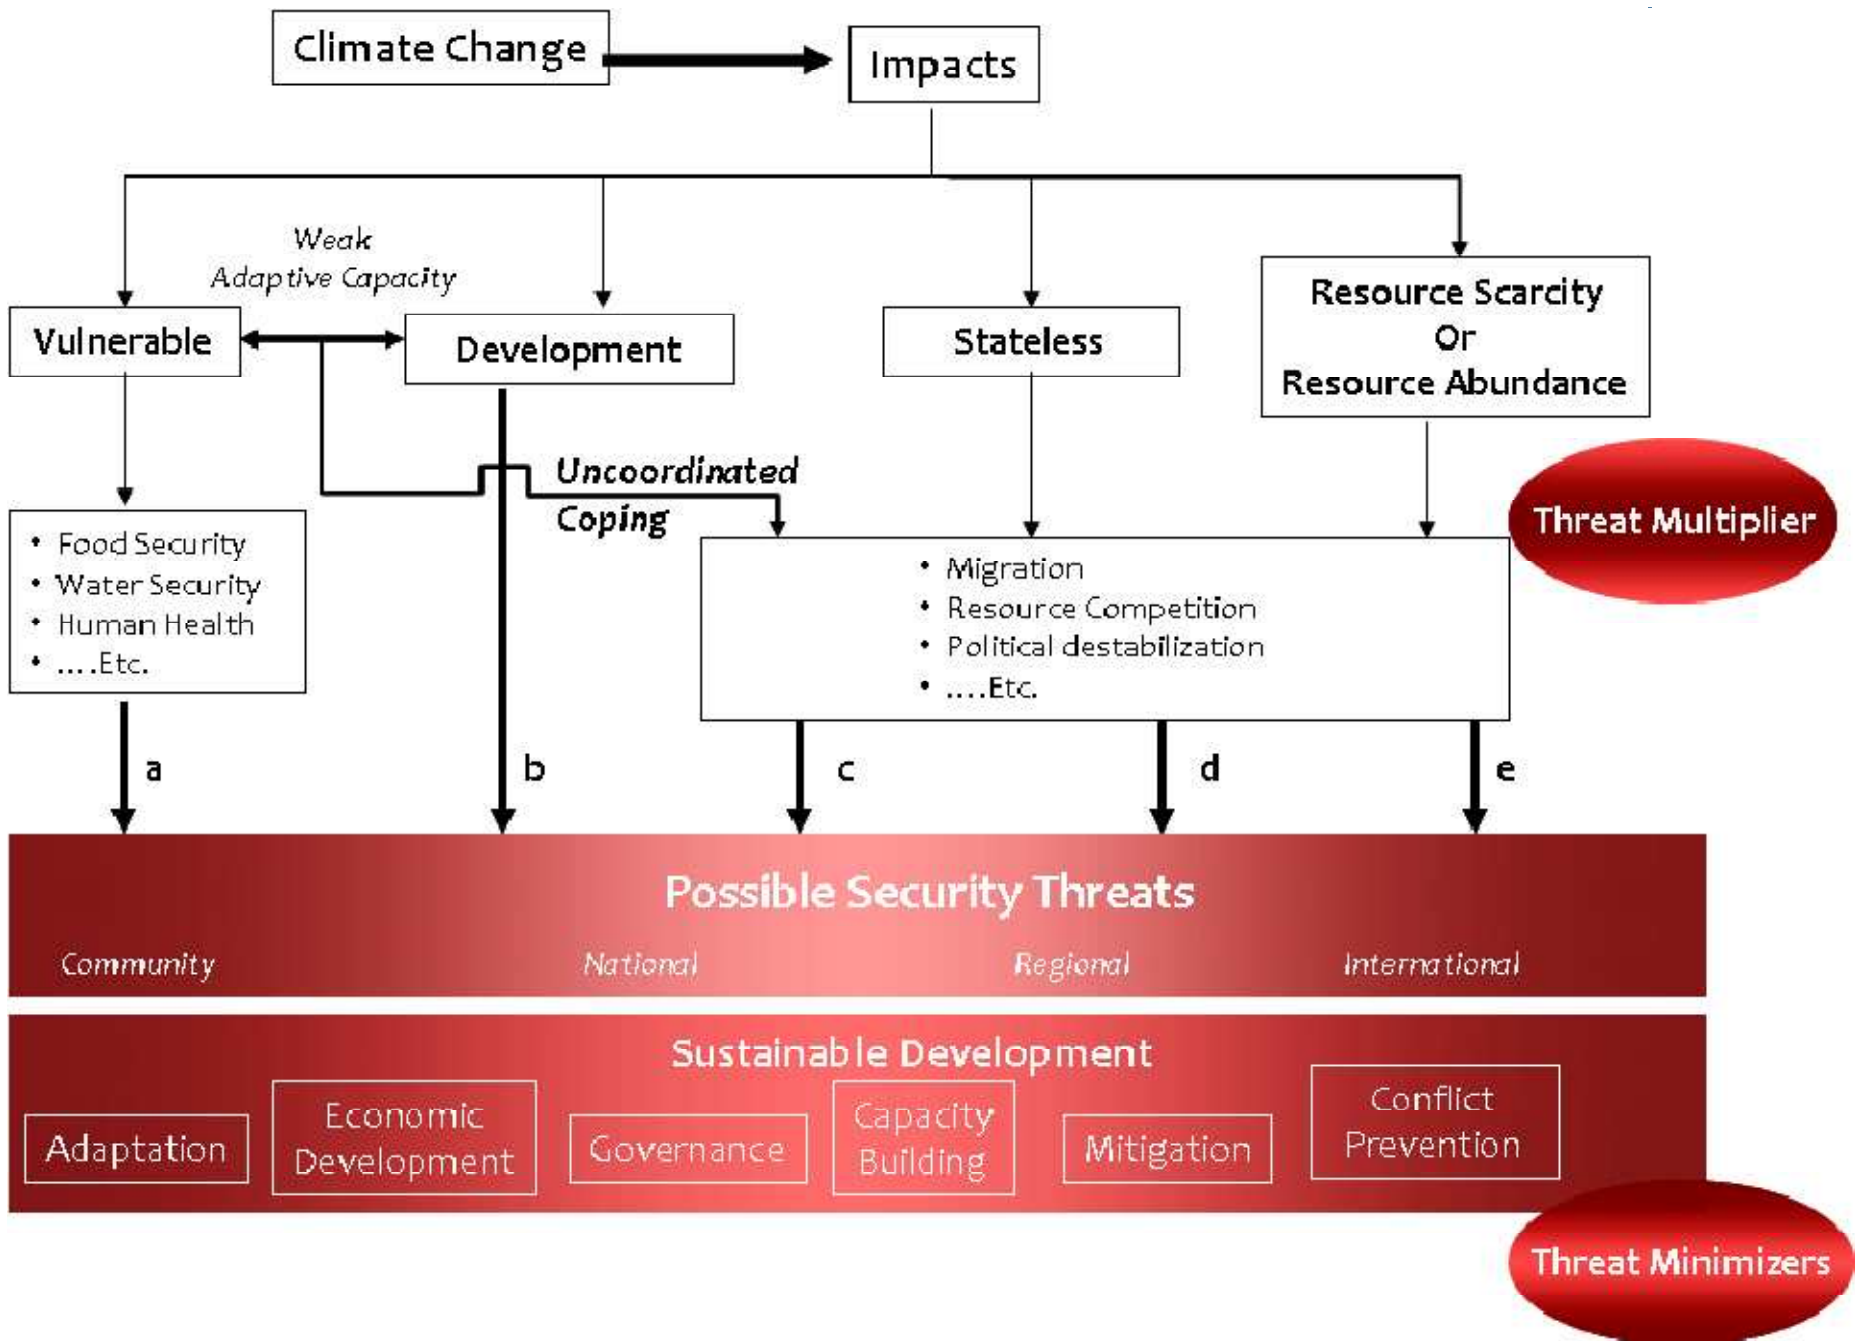 Climate Change
Impacts
Weak
Adaptive Capacity
Vulnerable
Development
Stateless
Resource Scarcity
Or
Resource Abundance
Uncoordinated
Coping
Threat Multiplier
• Food Security
• Water Security
• Human Health
• ....Etc.
• Migration
• Resource Competition
• Political destabilization
• ....Etc.
a
b
c
d
e
Possible Security Threats
Community
National
Regional
International
Sustainable Development
Adaptation
Economic
Development
Governance
Capacity
Building
Mitigation
Conflict
Prevention
Threat Minimizers